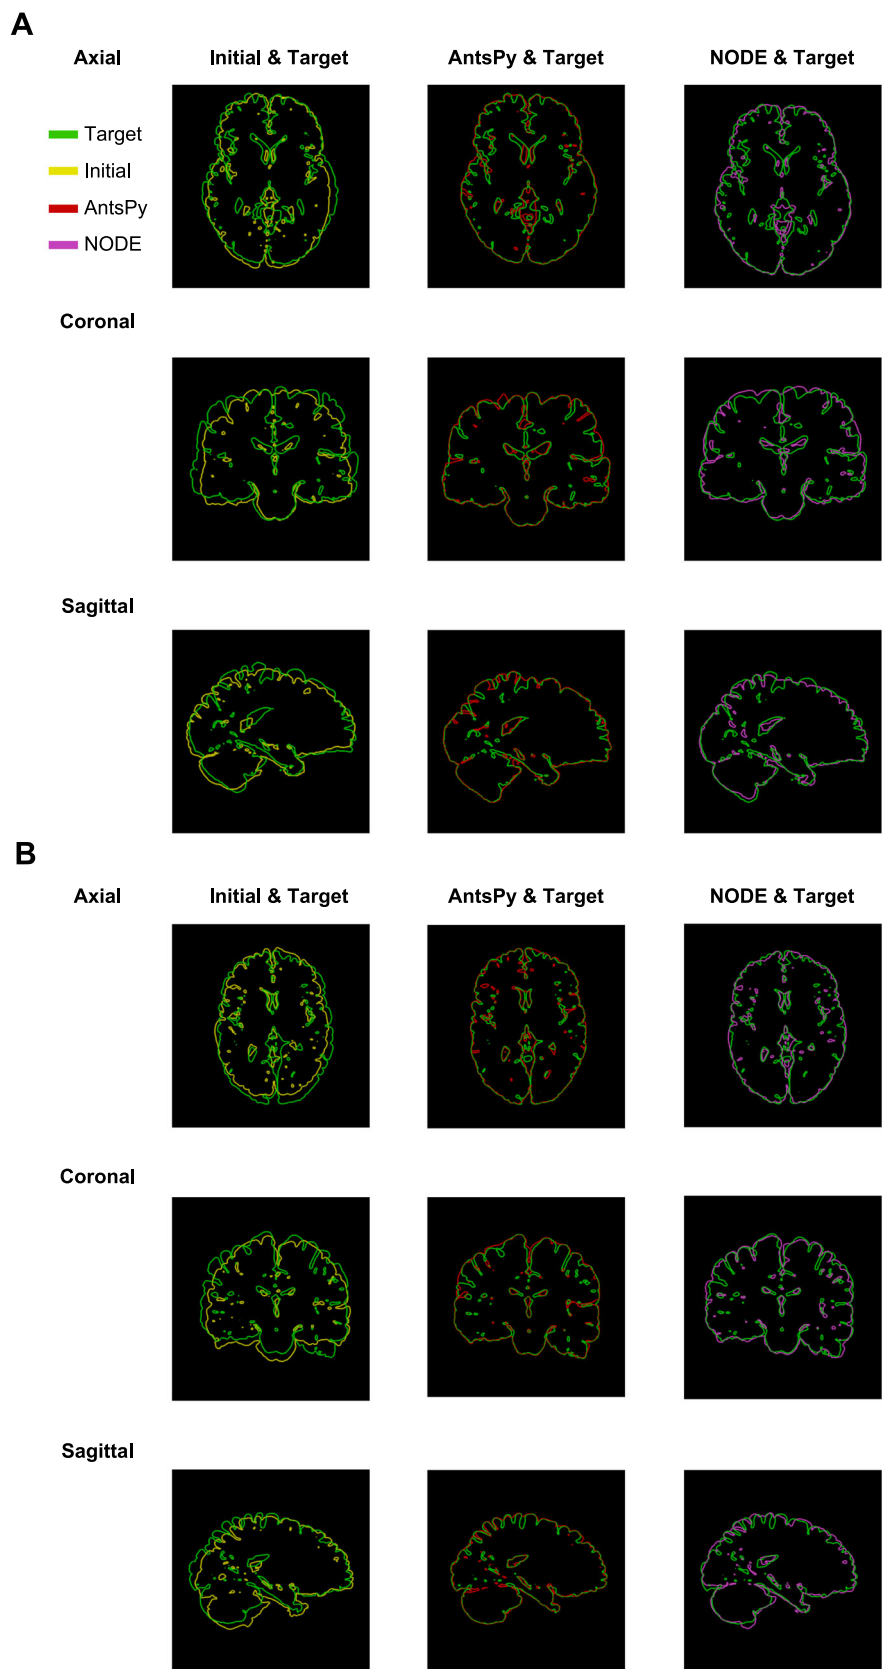 A
Axial
Initial & Target
AntsPy & Target
NODE & Target
Target
Initial
AntsPy
NODE
Coronal
Sagittal
B
Axial
Initial & Target
AntsPy & Target
NODE & Target
Coronal
Sagittal